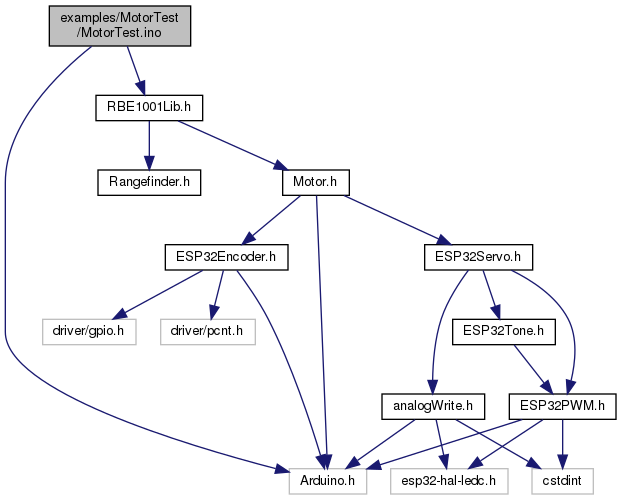 examples/MotorTest
/MotorTest.ino
RBE1001Lib.h
Rangefinder.h
Motor.h
ESP32Encoder.h
ESP32Servo.h
driver/gpio.h
driver/pcnt.h
ESP32Tone.h
analogWrite.h
ESP32PWM.h
Arduino.h
esp32-hal-ledc.h
cstdint